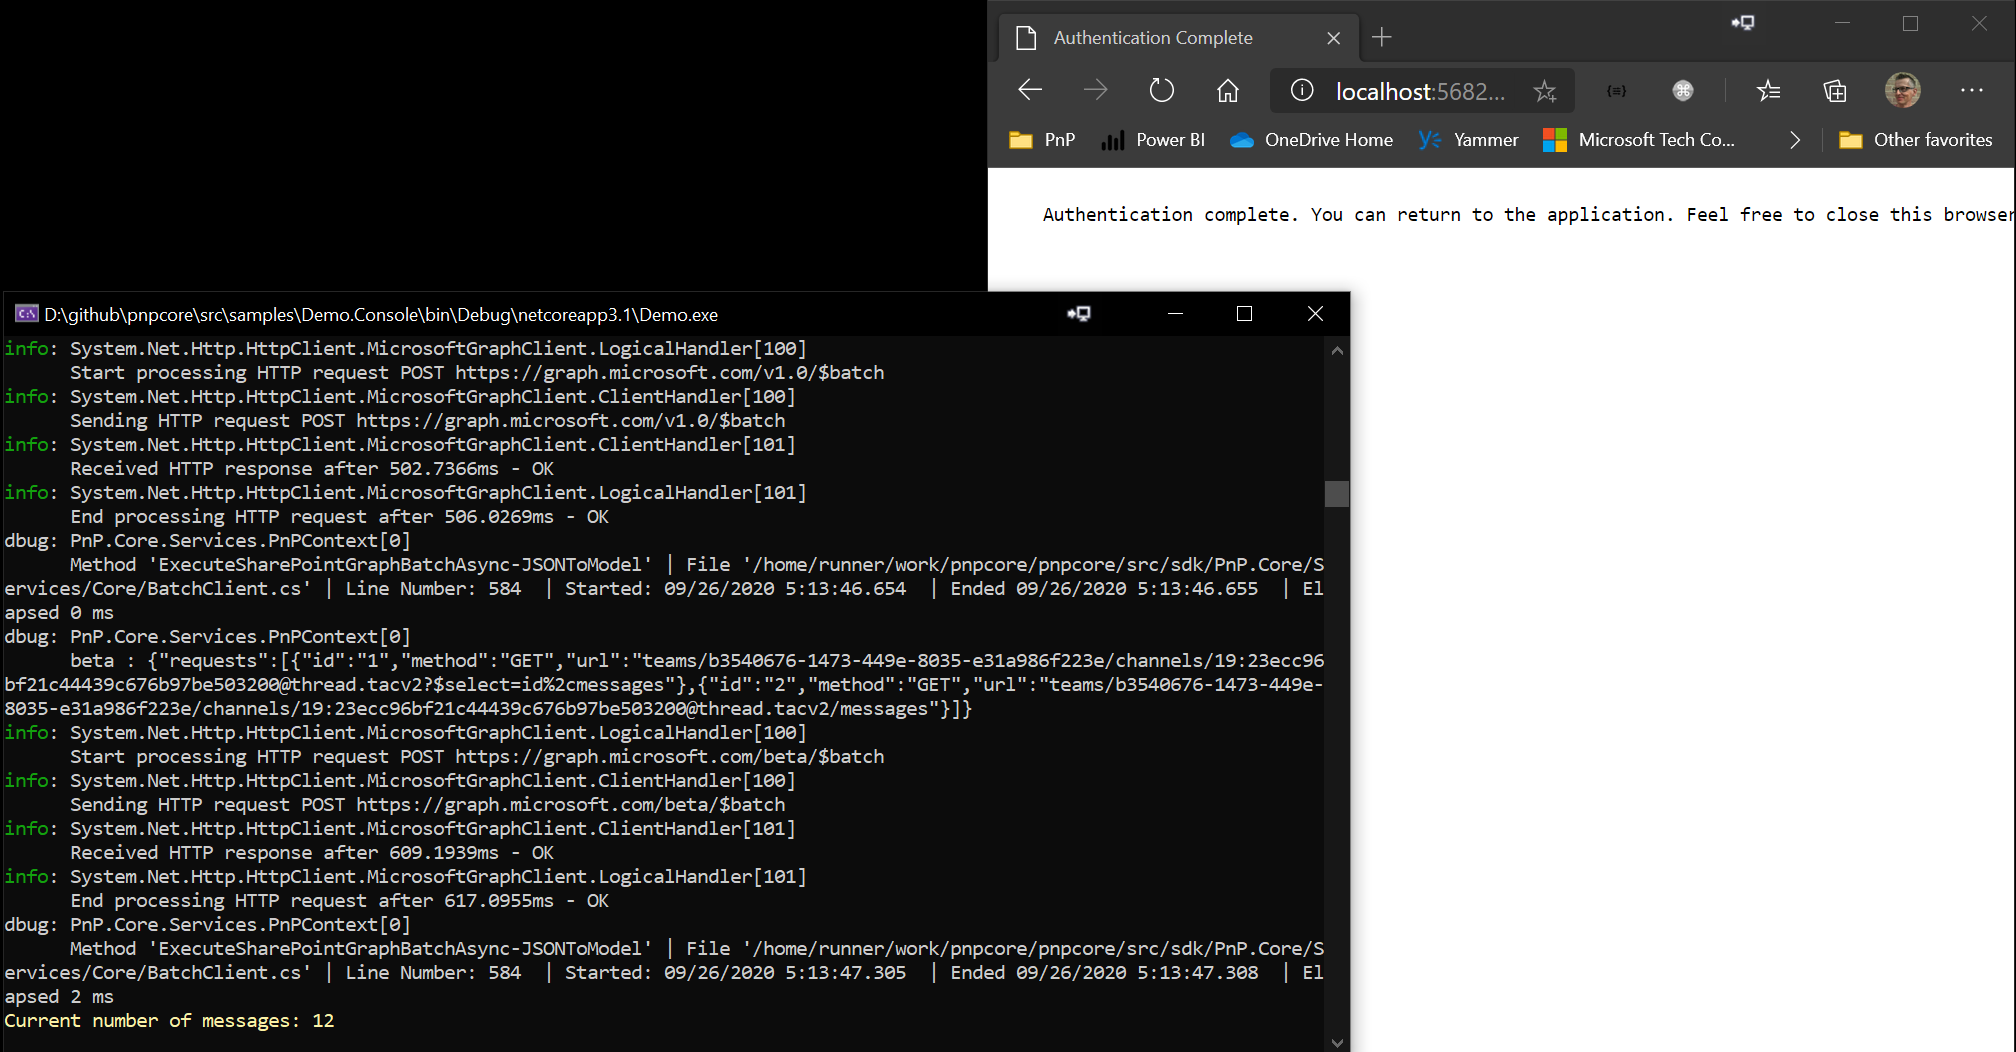 Authentication Complete
localhost:5682...
PnP
Power BI
OneDrive Home
Yammer
Microsoft Tech Co...
Other favorites
Authentication complete. You can return to the application. Feel free to close this browser
D:\github\pnpcore\src\samples\Demo.Console\bin\Debug\netcoreapp3.1\Demo.exe
info: System.Net.Http.HttpClient.MicrosoftGraphClient.LogicalHandler[100]
Start processing HTTP request POST https://graph.microsoft.com/v1.0/$batch
info: System.Net.Http.HttpClient.MicrosoftGraphClient.ClientHandler[100]
Sending HTTP request POST https://graph.microsoft.com/v1.0/$batch
info: System.Net.Http.HttpClient.MicrosoftGraphClient.ClientHandler[101]
Received HTTP response after 502.7366ms - OK
info: System.Net.Http.HttpClient.MicrosoftGraphClient.LogicalHandler[101]
End processing HTTP request after 506.0269ms - OK
dbug: PnP.Core.Services.PnPContext[0]
Method 'ExecuteSharePointGraphBatchAsync-JSONToModel' | File '/home/runner/work/pnpcore/pnpcore/src/sdk/PnP.Core/S
ervices/Core/BatchClient.cs' | Line Number: 584  | Started: 09/26/2020 5:13:46.654  | Ended 09/26/2020 5:13:46.655  | El
apsed 0 ms
dbug: PnP.Core.Services.PnPContext[0]
beta : {"requests":[{"id":"1","method":"GET","url":"teams/b3540676-1473-449e-8035-e31a986f223e/channels/19:23ecc96
bf21c44439c676b97be503200@thread.tacv2?$select=id%2cmessages"},{"id":"2","method":"GET","url":"teams/b3540676-1473-449e-
8035-e31a986f223e/channels/19:23ecc96bf21c44439c676b97be503200@thread.tacv2/messages"}]}
info: System.Net.Http.HttpClient.MicrosoftGraphClient.LogicalHandler[100]
Start processing HTTP request POST https://graph.microsoft.com/beta/$batch
info: System.Net.Http.HttpClient.MicrosoftGraphClient.ClientHandler[100]
Sending HTTP request POST https://graph.microsoft.com/beta/$batch
info: System.Net.Http.HttpClient.MicrosoftGraphClient.ClientHandler[101]
Received HTTP response after 609.1939ms - OK
info: System.Net.Http.HttpClient.MicrosoftGraphClient.LogicalHandler[101]
End processing HTTP request after 617.0955ms - OK
dbug: PnP.Core.Services.PnPContext[0]
Method 'ExecuteSharePointGraphBatchAsync-JSONToModel' | File '/home/runner/work/pnpcore/pnpcore/src/sdk/PnP.Core/S
ervices/Core/BatchClient.cs' | Line Number: 584  | Started: 09/26/2020 5:13:47.305  | Ended 09/26/2020 5:13:47.308  | El
apsed 2 ms
Current number of messages: 12